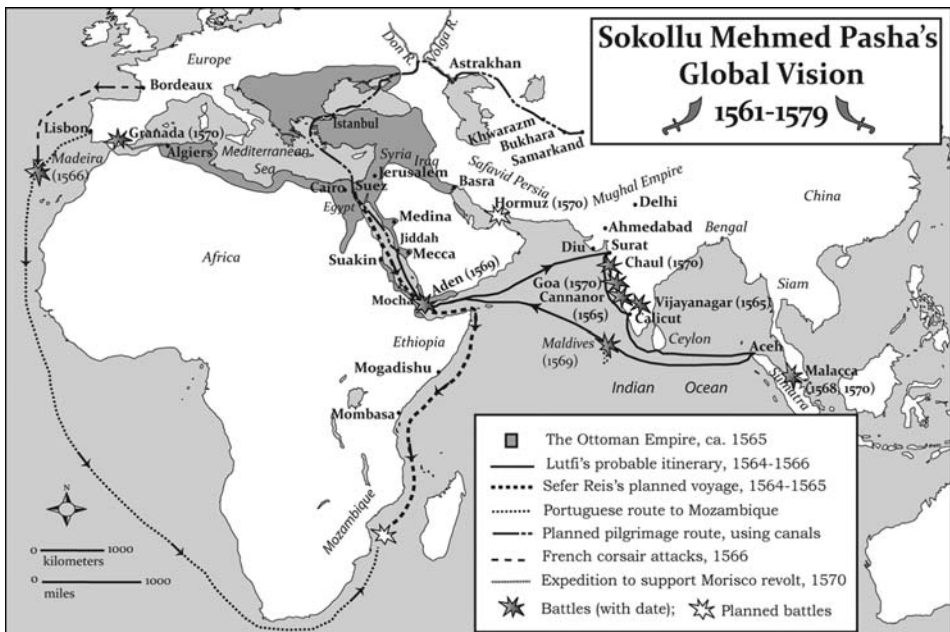 Sokollu Mehmed Pasha's
Global Vision
1561-1579
Don R.
Volga R.
Europe
Astrakhan
Bordeaux
Khwarazm
Bukhara
Samarkand
Istanbul
Lisbon
Granada (1570)
Algiers
Mediterranean
Sea
Madeira
(1566)
Syria
Iraq
Safavid Persia
Cairo
Suez
Jerusalem
Basra
Egypt
Hormuz (1570)
Mughal Empire
Delhi
China
Medina
Jiddah
Mecca
Suakin
Ahmedabad
Bengal
Diu
Surat
Chaul (1570)
Africa
Aden (1569)
Mocha
Goa (1570)
Cannanor
(1565)
Vijayanagar (1565)
Calicut
Siam
Ethiopia
Maldives
(1569)
Ceylon
Aceh
Mogadishu
Indian Ocean
Sumatra
Malacca
(1568, 1570)
Mombasa
Mozambique
N
0 1000
kilometers
0 1000
miles
The Ottoman Empire, ca. 1565
Lutfi's probable itinerary, 1564-1566
Sefer Reis's planned voyage, 1564-1565
Portuguese route to Mozambique
Planned pilgrimage route, using canals
French corsair attacks, 1566
Expedition to support Morisco revolt, 1570
Battles (with date); Planned battles